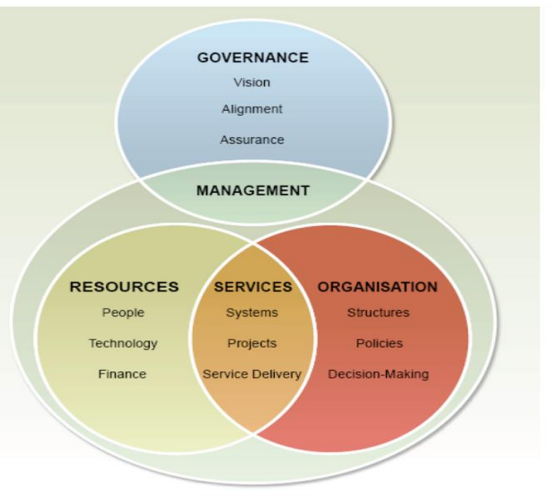 GOVERNANCE
Vision
Alignment
Assurance
MANAGEMENT
RESOURCES
People
Technology
Finance
SERVICES
Systems
Projects
Service Delivery
ORGANISATION
Structures
Policies
Decision-Making